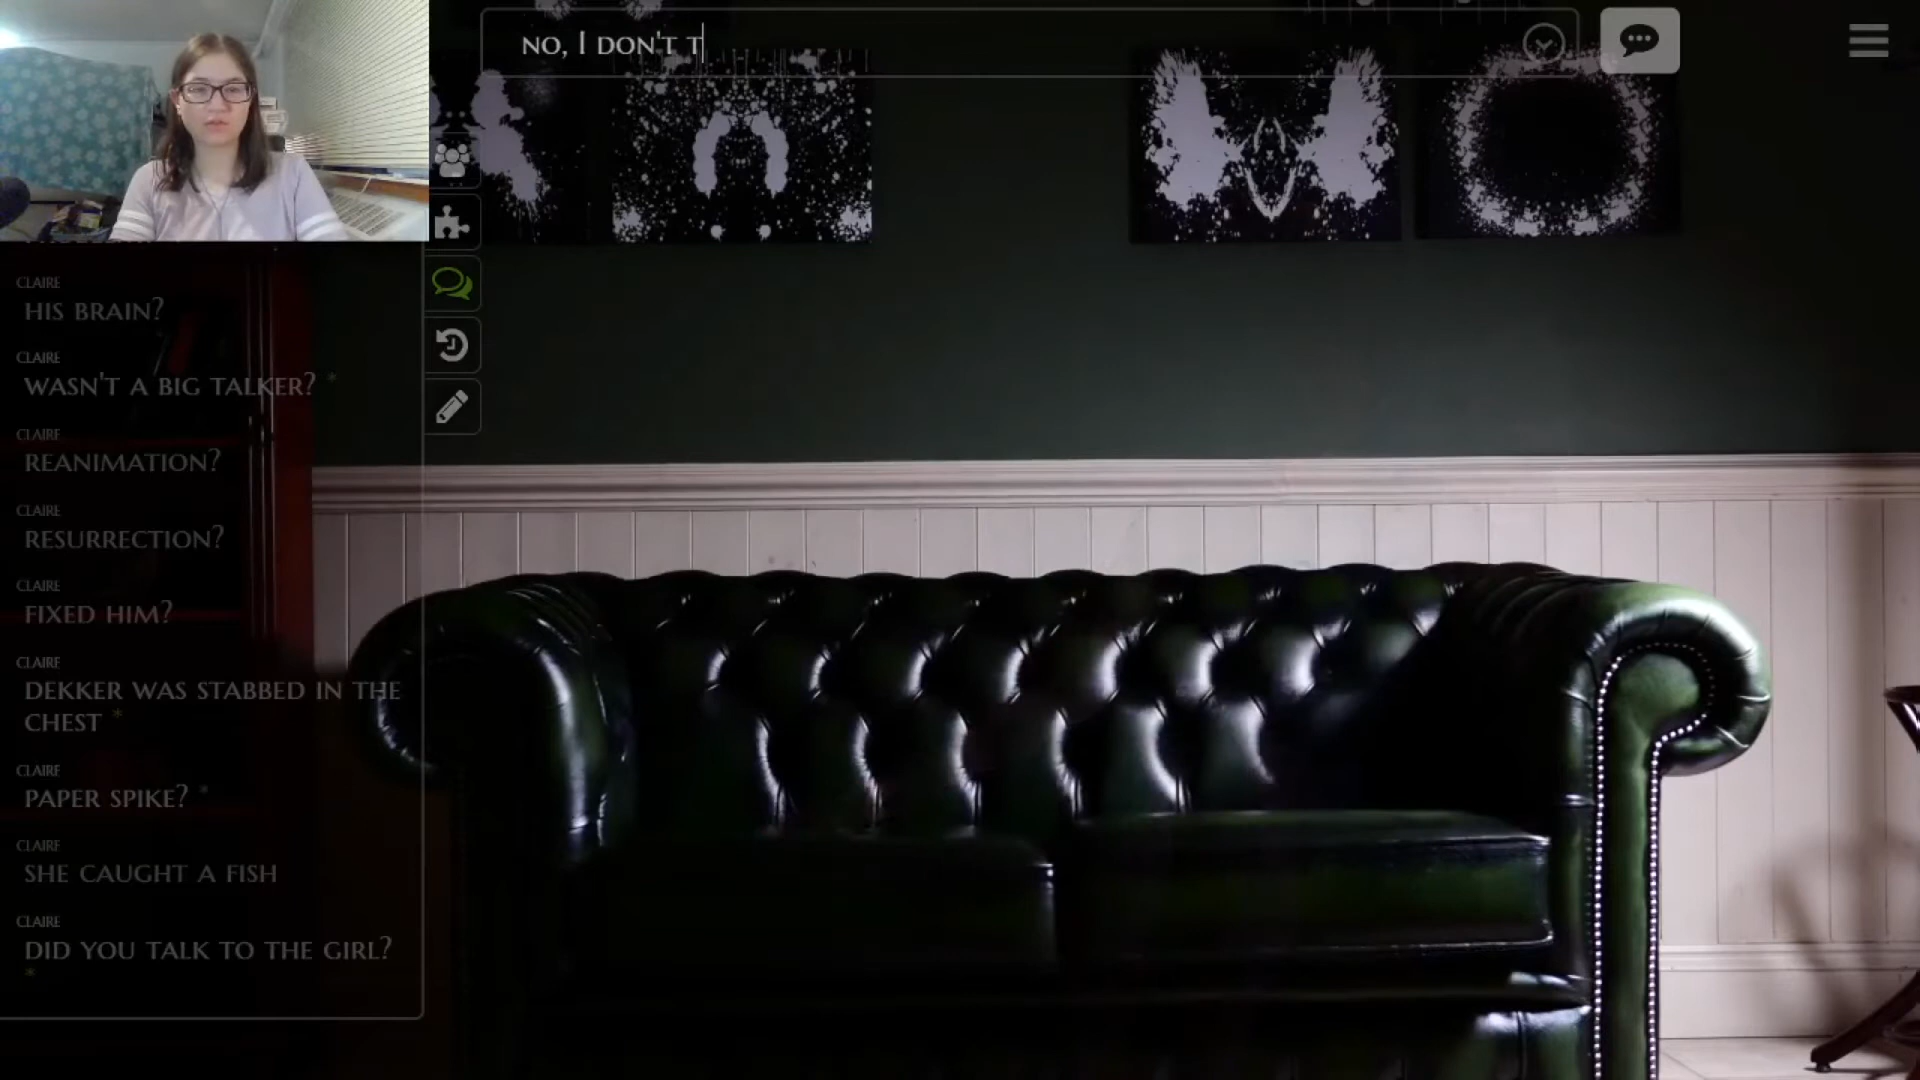 NO, I DON'T T
CLAIRE
HIS BRAIN?
CLAIRE
WASN'T A BIG TALKER? *
CLAIRE
REANIMATION?
CLAIRE
RESURRECTION?
CLAIRE
FIXED HIM?
CLAIRE
DEKKER WAS STABBED IN THE
CHEST *
CLAIRE
PAPER SPIKE? *
CLAIRE
SHE CAUGHT A FISH
CLAIRE
DID YOU TALK TO THE GIRL?
*